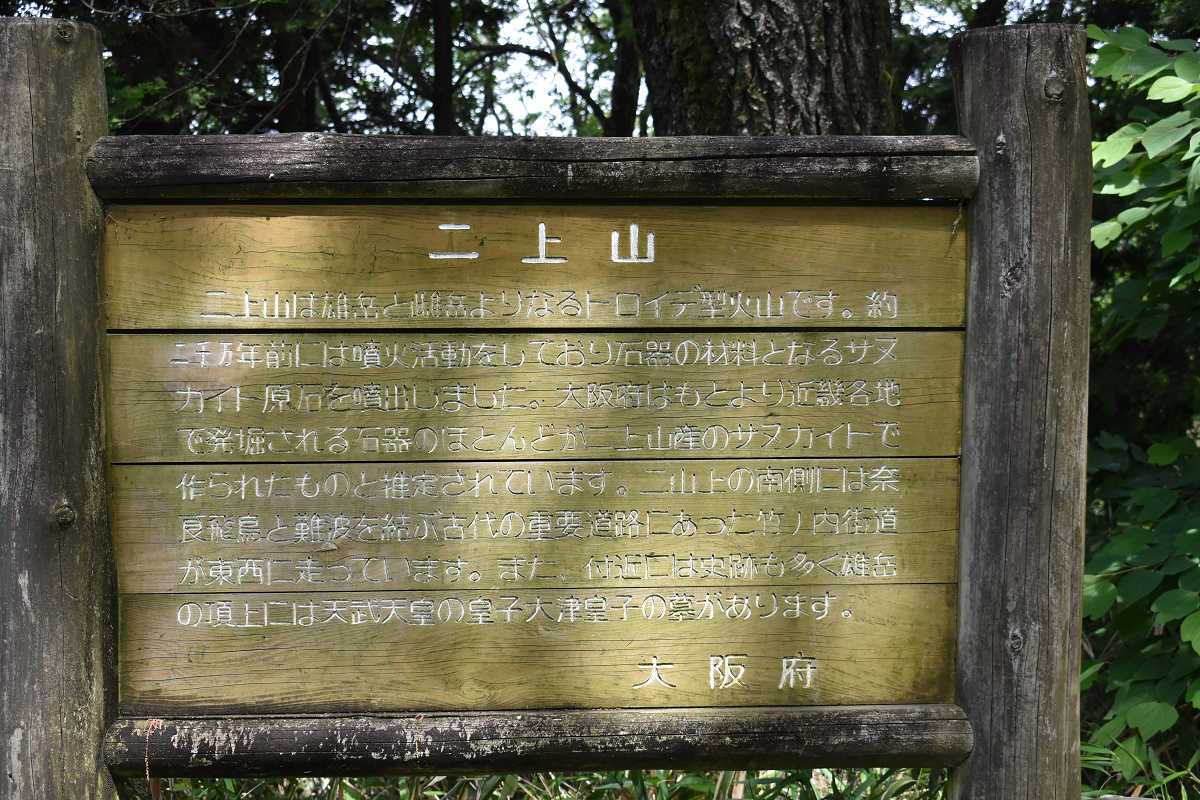 二上山
二上山は雄岳と雌岳よりなるトロイデ型火山です。約
二千万年前には噴火活動をしており石器の材料となるサヌ
カイト原石を噴出しました。大阪府はもとより近畿各地
で発掘される石器のほとんどが二上山産のサヌカイトで
作られたものと推定されています。二山上の南側には奈
良飛鳥と難波を結ぶ古代の重要道路にあった竹ノ内街道
が東西に走っています。また、付近には史跡も多く雄岳
の頂上には天武天皇の皇子大津皇子の墓があります。
大阪府